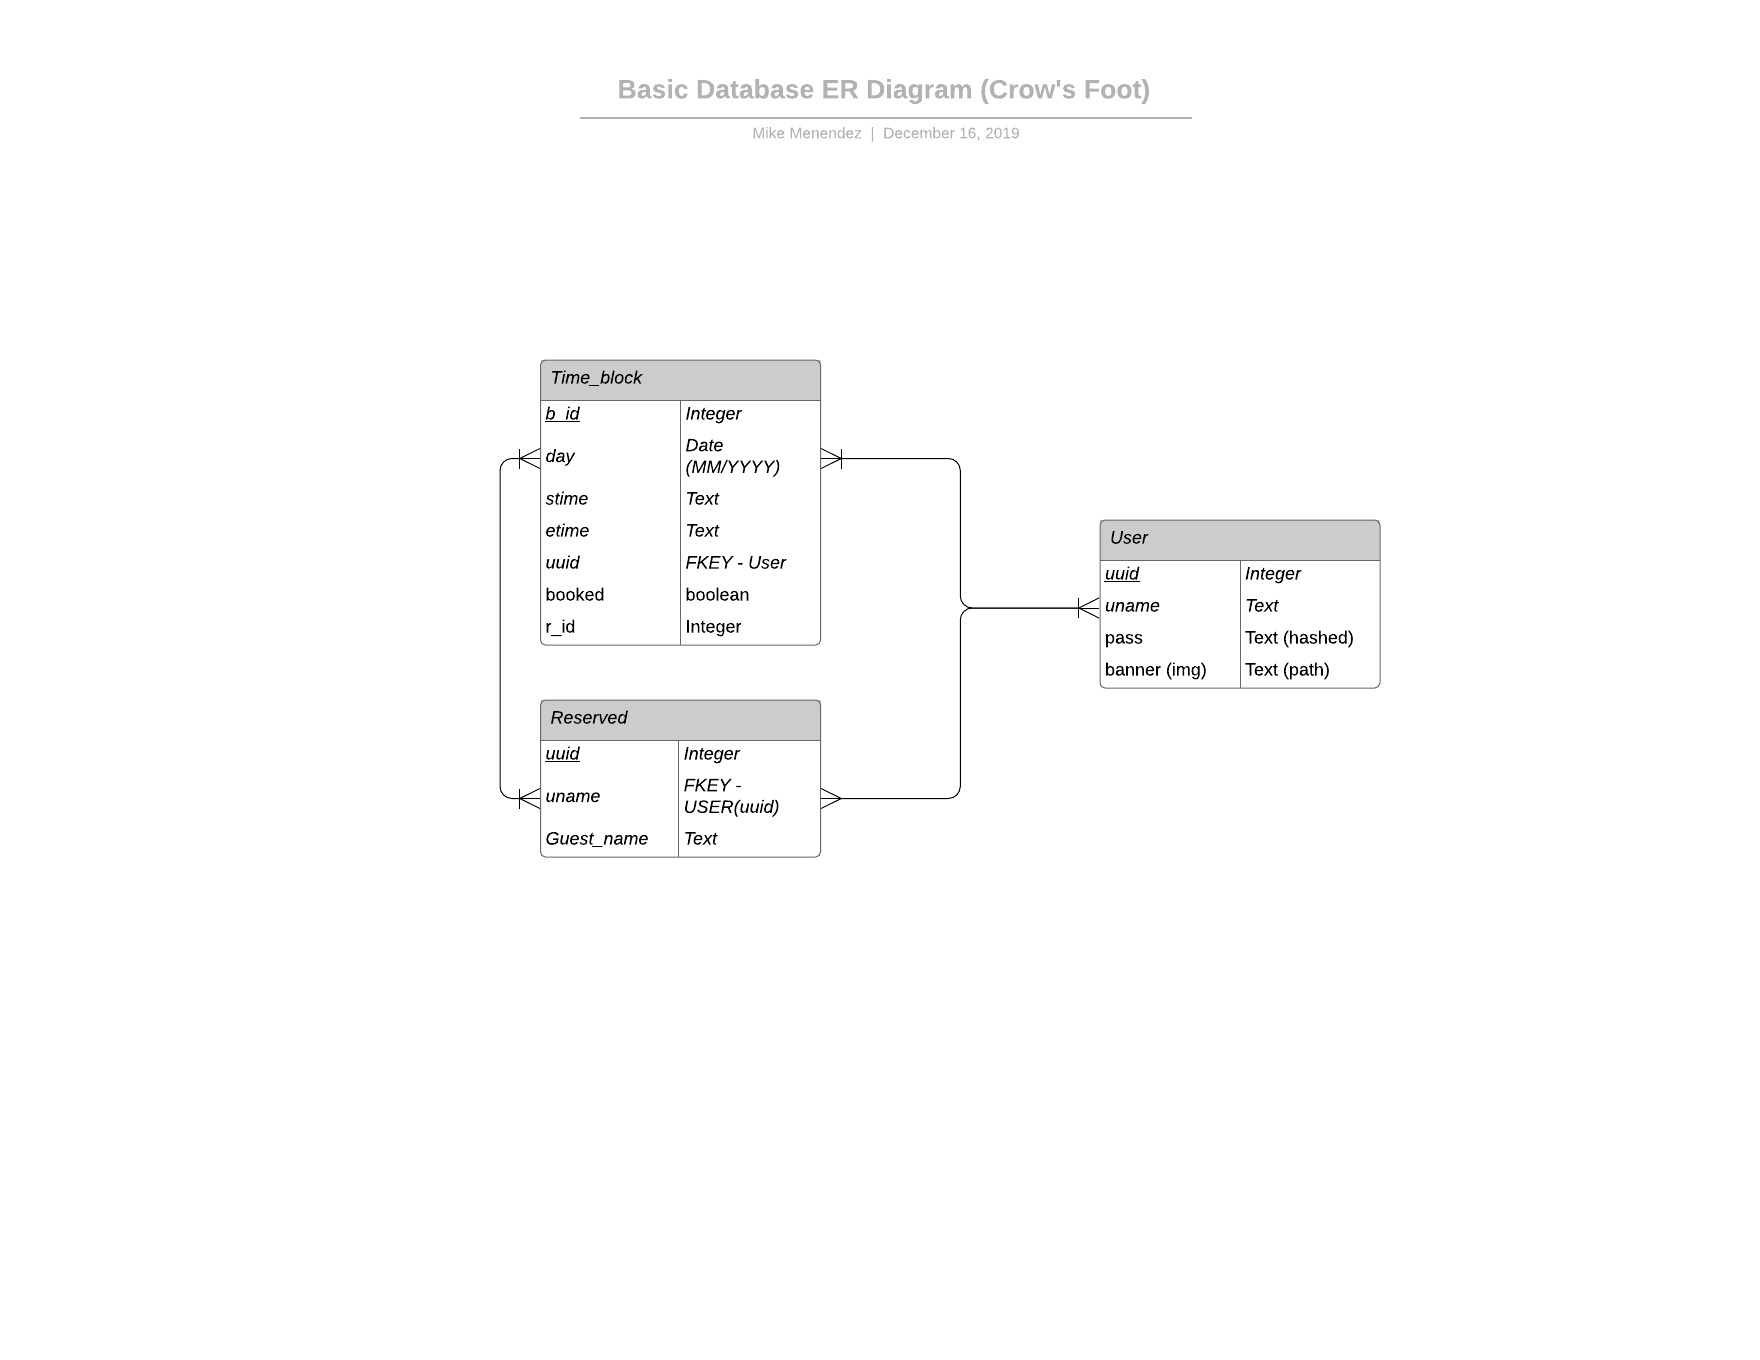 Basic Database ER Diagram (Crow's Foot)
Mike Menendez | December 16, 2019
Time_block
b_id Integer
day Date
(MM/YYYY)
stime Text
etime Text
uuid FKEY - User
booked boolean
r_id Integer
User
uuid Integer
uname Text
pass Text (hashed)
banner (img) Text (path)
Reserved
uuid Integer
uname FKEY -
USER(uuid)
Guest_name Text